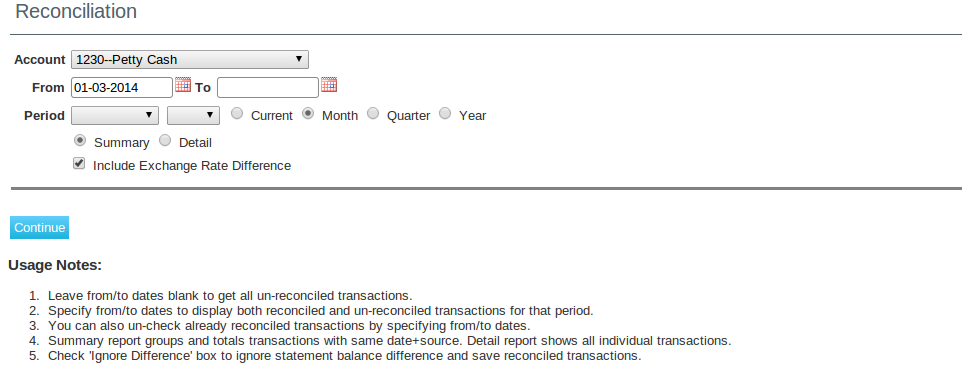 Reconciliation
Account 1230--Petty Cash
From 01-03-2014 To
Period Current Month Quarter Year
Summary Detail
Include Exchange Rate Difference
Continue
Usage Notes:
1. Leave from/to dates blank to get all un-reconciled transactions.
2. Specify from/to dates to display both reconciled and un-reconciled transactions for that period.
3. You can also un-check already reconciled transactions by specifying from/to dates.
4. Summary report groups and totals transactions with same date+source. Detail report shows all individual transactions.
5. Check 'Ignore Difference' box to ignore statement balance difference and save reconciled transactions.